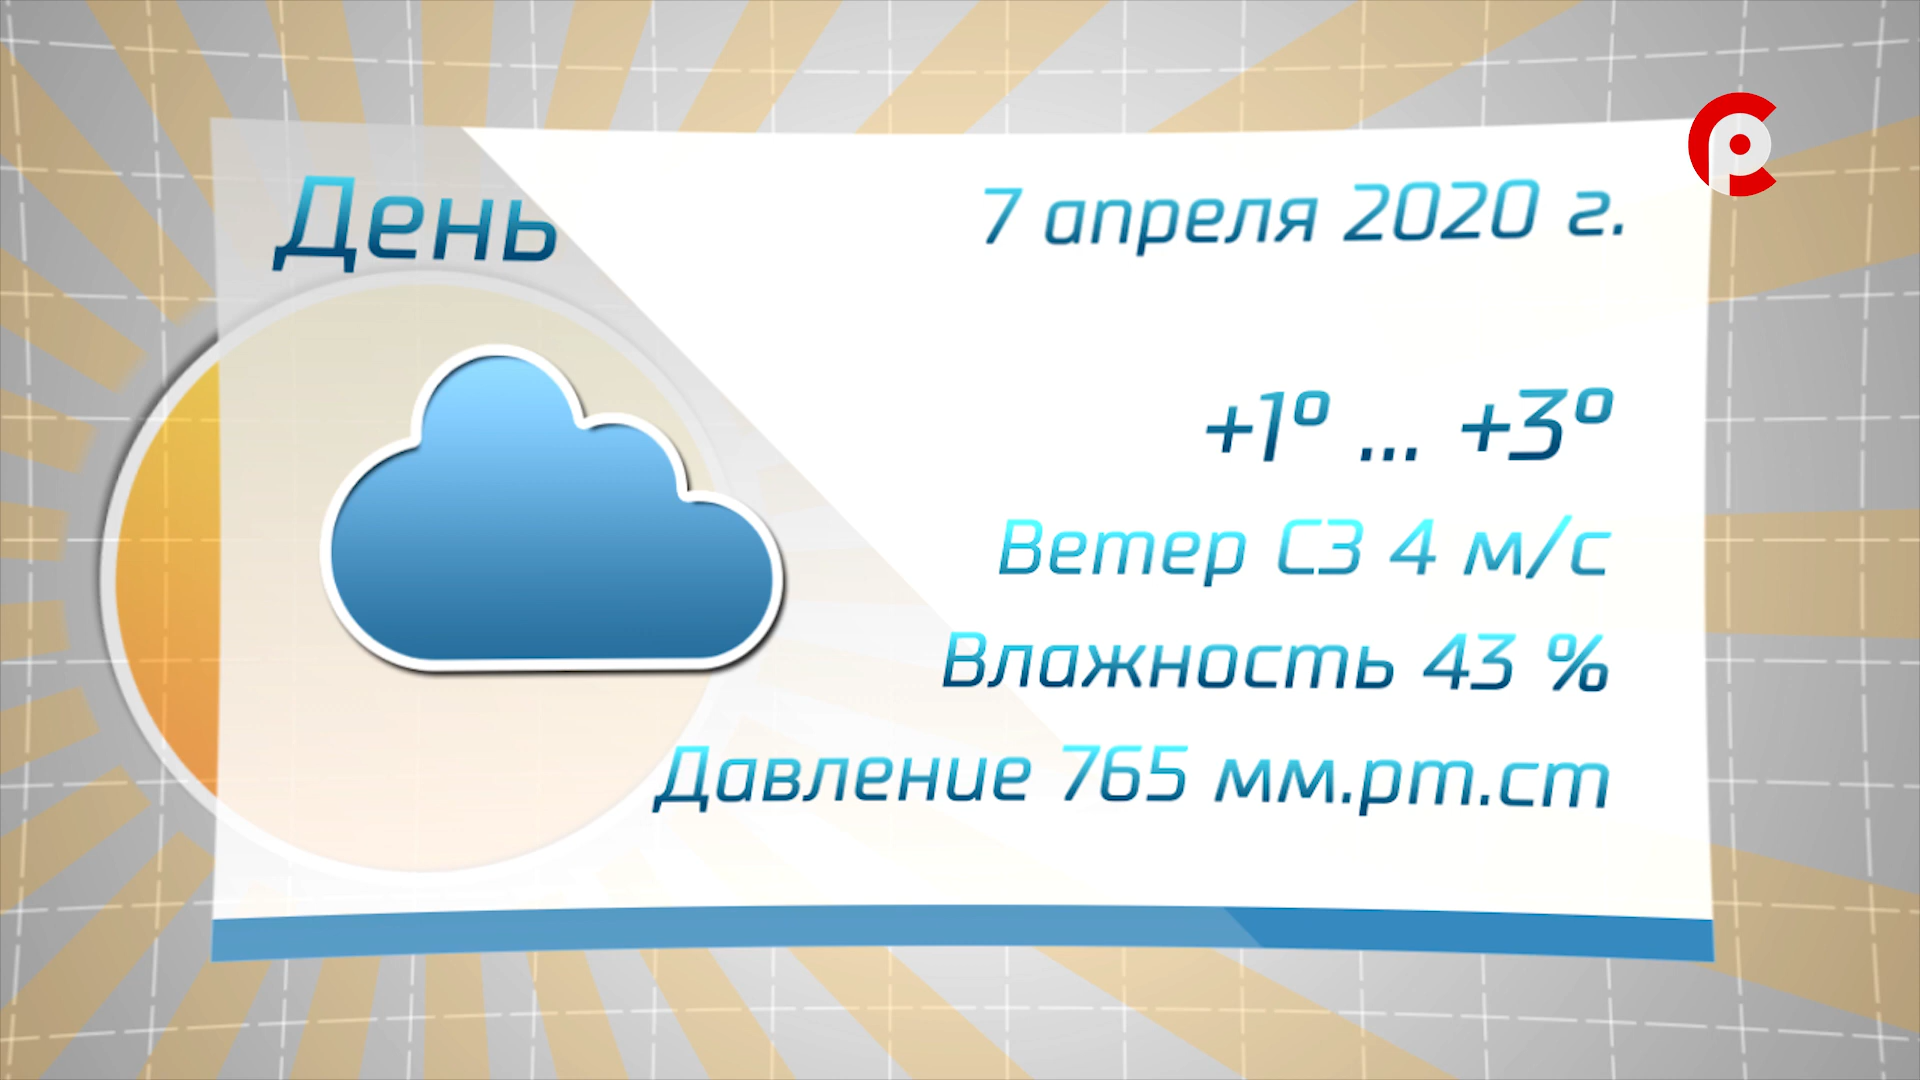 День
7 апреля 2020 г.
+1° ... +3°
Ветер СЗ 4 м/с
Влажность 43 %
Давление 765 мм.рт.ст